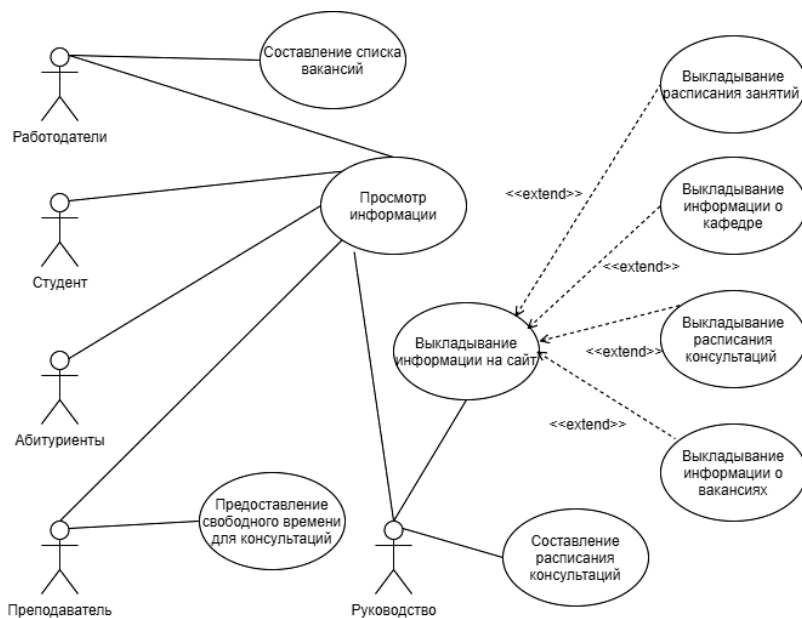 Составление списка
вакансий
Работодатели
Выкладывание
расписания занятий
<<extend>>
Просмотр
информации
Выкладывание
информации о
кафедре
Студент
<<extend>>
Выкладывание
информации на сайт
Выкладывание
расписания
консультаций
<<extend>>
Абитуриенты
<<extend>>
Выкладывание
информации о
вакансиях
Предоставление
свободного времени
для консультаций
Составление
расписания
консультаций
Преподаватель
Руководство